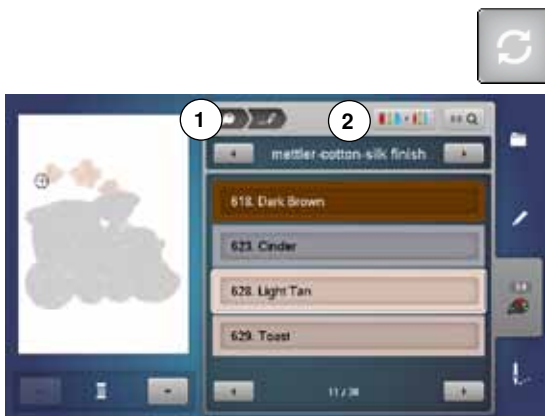 1
2
mettler-cotton-silk finish
618. Dark Brown
623. Cinder
628. Light Tan
629. Toast
11 / 38